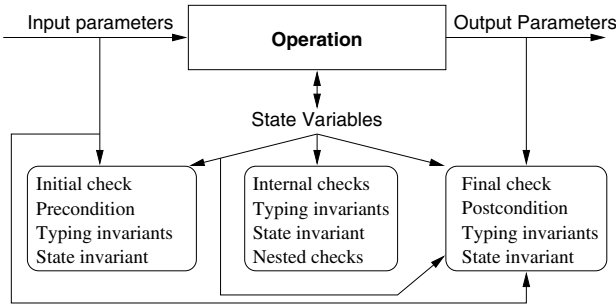 Input parameters
Operation
Output Parameters
State Variables
Initial check
Precondition
Typing invariants
State invariant
Internal checks
Typing invariants
State invariant
Nested checks
Final check
Postcondition
Typing invariants
State invariant